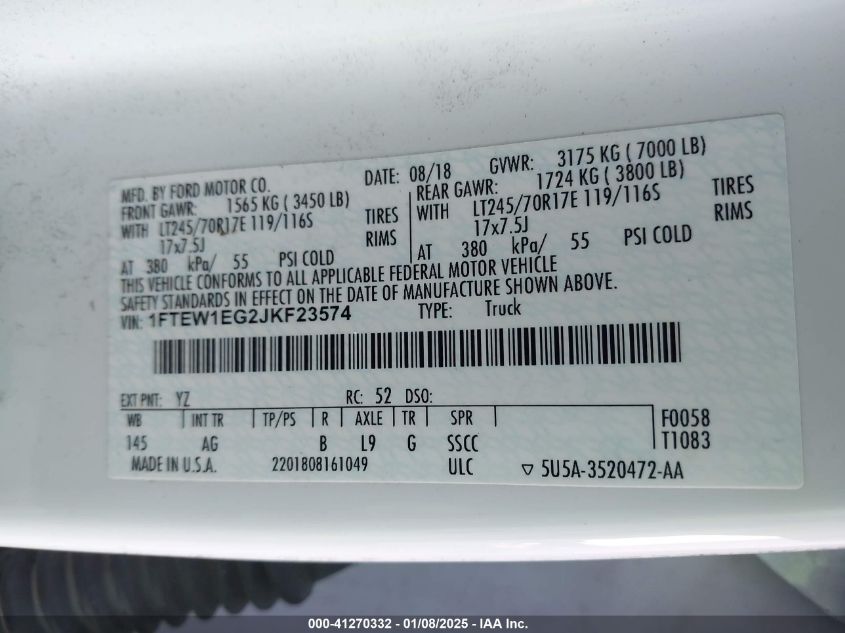 MFD. BY FORD MOTOR CO. DATE: 08/18 GVWR: 3175 KG ( 7000 LB)
FRONT GAWR: 1565 KG ( 3450 LB) REAR GAWR: 1724 KG ( 3800 LB)
WITH LT245/70R17E 119/116S TIRES WITH LT245/70R17E 119/116S TIRES
17x7.5J RIMS 17x7.5J RIMS
AT 380 kPa/ 55 PSI COLD AT 380 kPa/ 55 PSI COLD
THIS VEHICLE CONFORMS TO ALL APPLICABLE FEDERAL MOTOR VEHICLE
SAFETY STANDARDS IN EFFECT ON THE DATE OF MANUFACTURE SHOWN ABOVE.
VIN: 1FTEW1EG2JKF23574 TYPE: Truck
EXT PNT: YZ RC: 52 DSO:
WB INT TR TP/PS R AXLE TR SPR F0058
145 AG B L9 G SSCC T1083
MADE IN U.S.A. 2201808161049 ULC ▽ 5U5A-3520472-AA
000-41270332 - 01/08/2025 - IAA Inc.